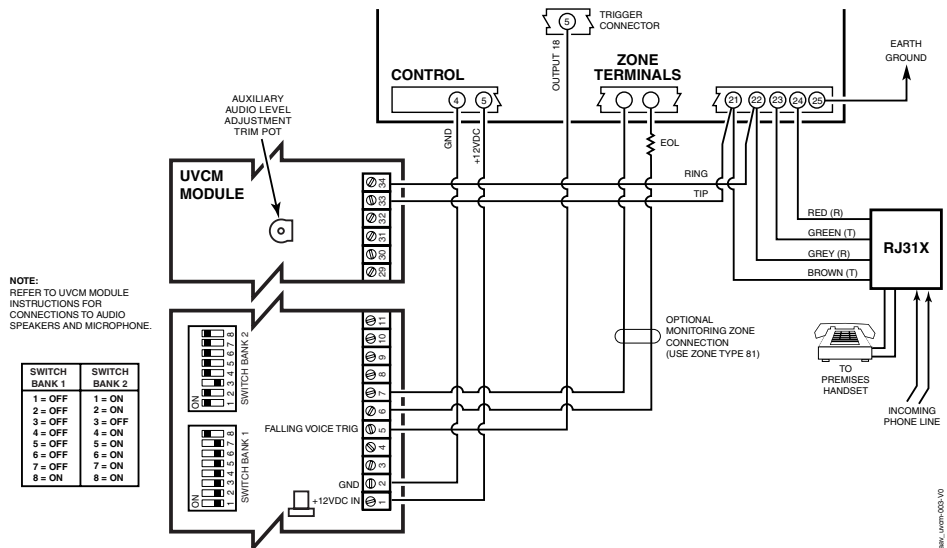 TRIGGER
CONNECTOR
5
OUTPUT 18
ZONE
TERMINALS
EARTH
GROUND
CONTROL
4 5
21 22 23 24 25
AUXILIARY
AUDIO LEVEL
ADJUSTMENT
TRIM POT
GND
+12VDC
EOL
UVCM
MODULE
34
33
32
31
30
29
RING
TIP
RED (R)
GREEN (T)
GREY (R)
BROWN (T)
RJ31X
NOTE:
REFER TO UVCM MODULE
INSTRUCTIONS FOR
CONNECTIONS TO AUDIO
SPEAKERS AND MICROPHONE.
OPTIONAL
MONITORING ZONE
CONNECTION
(USE ZONE TYPE 81)
TO
PREMISES
HANDSET
INCOMING
PHONE LINE
SWITCH BANK 1 SWITCH BANK 2
1 = OFF 1 = ON
2 = OFF 2 = ON
3 = OFF 3 = OFF
4 = OFF 4 = ON
5 = OFF 5 = ON
6 = OFF 6 = ON
7 = OFF 7 = ON
8 = ON 8 = ON
ON
1 2 3 4 5 6 7 8
SWITCH BANK 2
ON
1 2 3 4 5 6 7 8
SWITCH BANK 1
11
10
9
8
7
6
FALLING VOICE TRIG 5
4
3
GND 2
+12VDC IN 1
sav_uvcm-003-V0